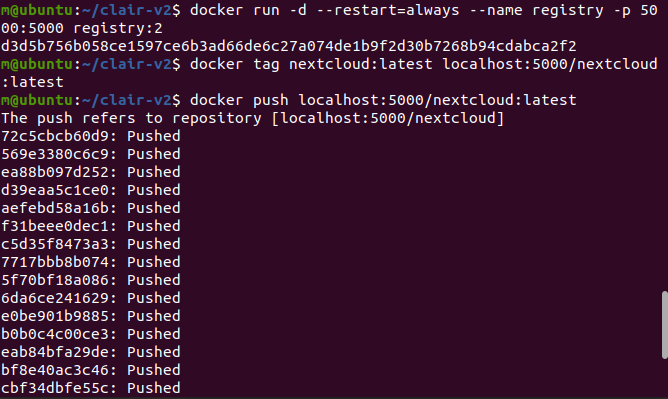 m@ubuntu:~/clair-v2$ docker run -d --restart=always --name registry -p 50
00:5000 registry:2
d3d5b756b058ce1597ce6b3ad66de6c27a074de1b9f2d30b7268b94cdabca2f2
m@ubuntu:~/clair-v2$ docker tag nextcloud:latest localhost:5000/nextcloud
:latest
m@ubuntu:~/clair-v2$ docker push localhost:5000/nextcloud:latest
The push refers to repository [localhost:5000/nextcloud]
72c5cbcb60d9: Pushed
569e3380c6c9: Pushed
ea88b097d252: Pushed
d39eaa5c1ce0: Pushed
aefebd58a16b: Pushed
f31beee0dec1: Pushed
c5d35f8473a3: Pushed
7717bbb8b074: Pushed
5f70bf18a086: Pushed
6da6ce241629: Pushed
e0be901b9885: Pushed
b0b0c4c00ce3: Pushed
eab84bfa29de: Pushed
bf8e40ac3c46: Pushed
cbf34dbfe55c: Pushed